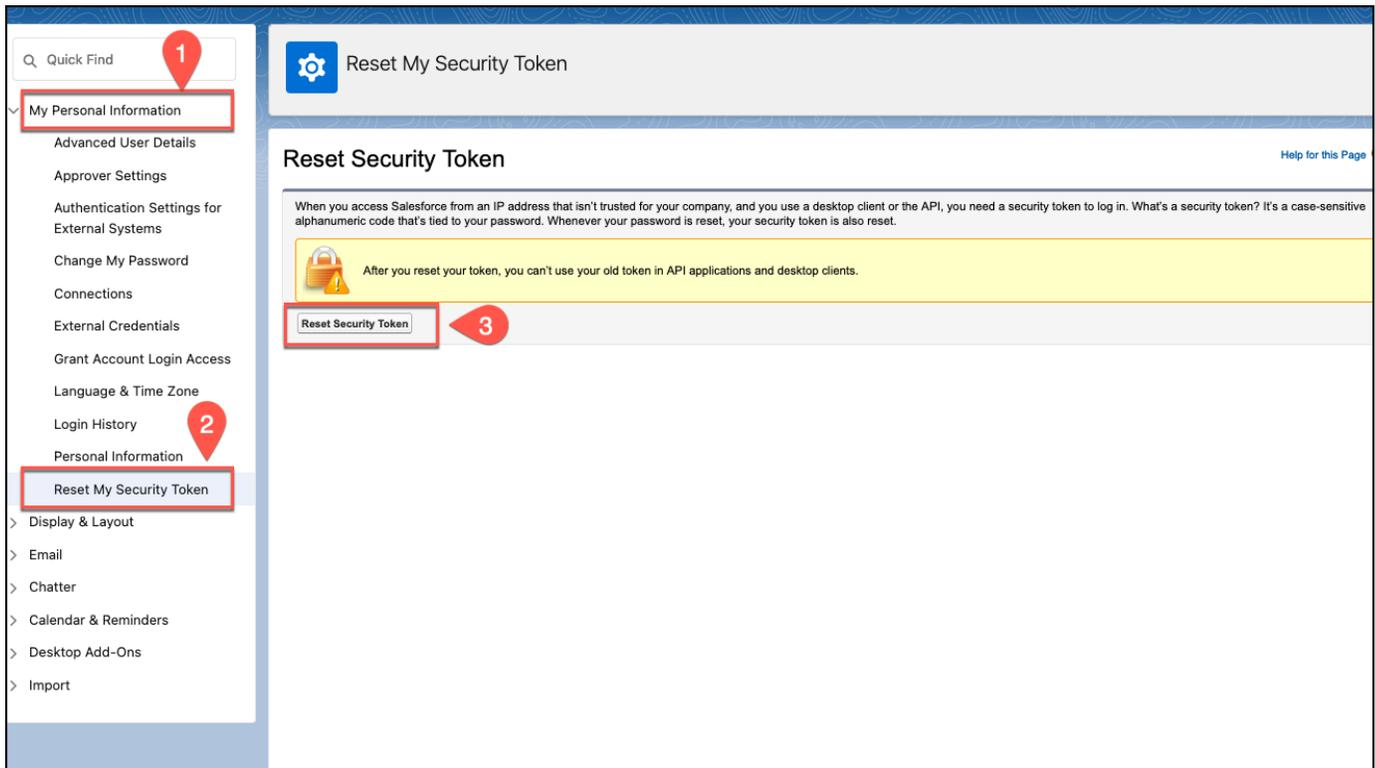 Quick Find
1
My Personal Information
Advanced User Details
Approver Settings
Authentication Settings for
External Systems
Change My Password
Connections
External Credentials
Grant Account Login Access
Language & Time Zone
Login History
2
Personal Information
Reset My Security Token
Display & Layout
Email
Chatter
Calendar & Reminders
Desktop Add-Ons
Import
Reset My Security Token
Reset Security Token
Help for this Page
When you access Salesforce from an IP address that isn't trusted for your company, and you use a desktop client or the API, you need a security token to log in. What's a security token? It's a case-sensitive
alphanumeric code that's tied to your password. Whenever your password is reset, your security token is also reset.
After you reset your token, you can't use your old token in API applications and desktop clients.
Reset Security Token
3